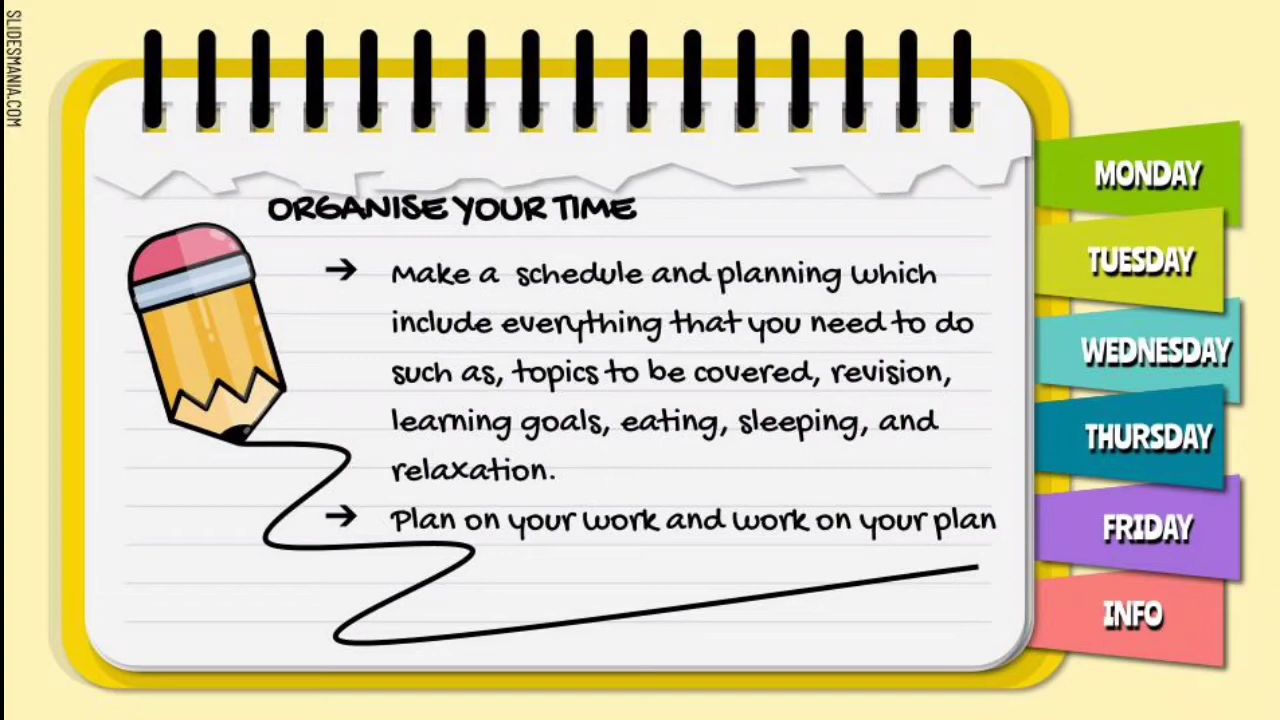 SLIDESMANIA.COM
ORGANISE YOUR TIME
→ Make a schedule and planning which
include everything that you need to do
such as, topics to be covered, revision,
learning goals, eating, sleeping, and
relaxation.
→ Plan on your work and work on your plan
MONDAY
TUESDAY
WEDNESDAY
THURSDAY
FRIDAY
INFO